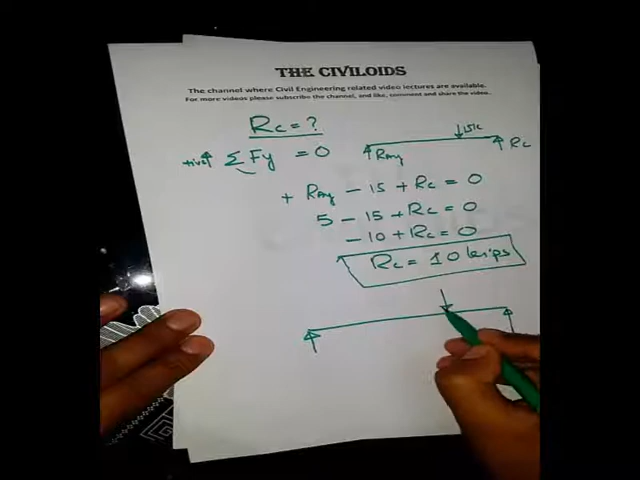 THE CIVILOIDS
The channel where Civil Engineering related video lectures are available.
For more videos please subscribe the channel, and like, comment and share the video.
Rc = ?
+tive↑ ΣFy = 0
RAy 15k Rc
+ RAy - 15 + Rc = 0
5 - 15 + Rc = 0
- 10 + Rc = 0
Rc = 10 kips